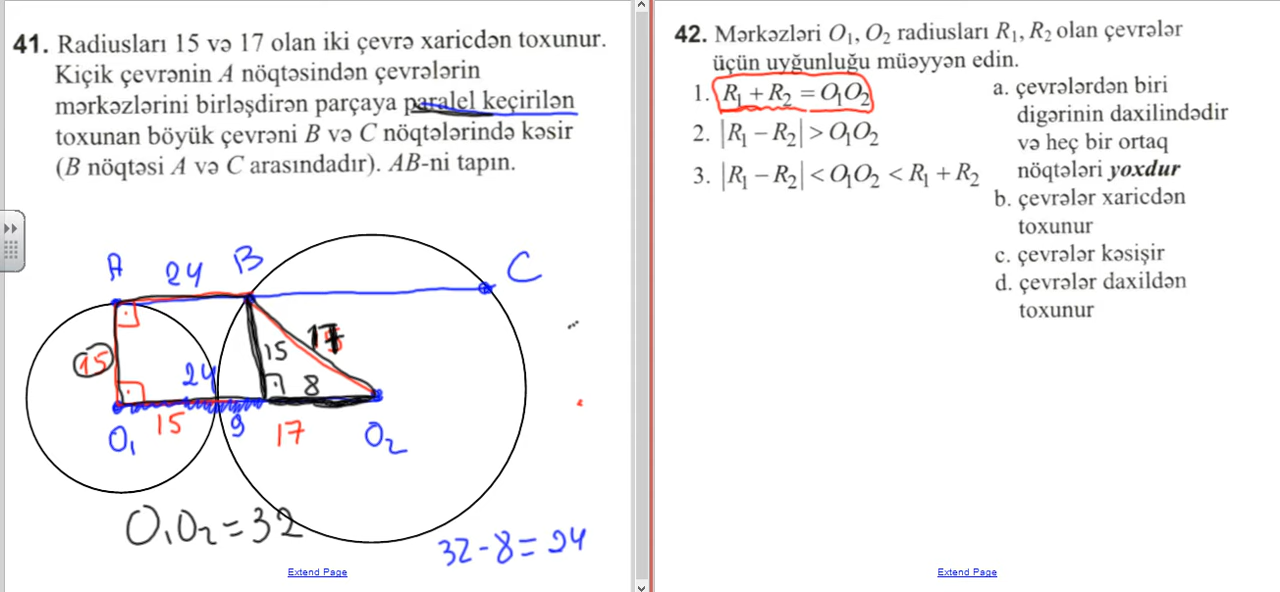 41. Radiusları 15 və 17 olan iki çevrə xaricdən toxunur.
Kiçik çevrənin A nöqtəsindən çevrələrin
mərkəzlərini birləşdirən parçaya paralel keçirilən
toxunan böyük çevrəni B və C nöqtələrində kəsir
(B nöqtəsi A və C arasındadır). AB-ni tapın.
A 24 B C
15 15 17
24 8
O₁ 15 9 17 O₂
O₁O₂ = 32
32 - 8 = 24
Extend Page
42. Mərkəzləri O₁, O₂ radiusları R₁, R₂ olan çevrələr
üçün uyğunluğu müəyyən edin.
1. R₁ + R₂ = O₁O₂
2. |R₁ − R₂| > O₁O₂
3. |R₁ − R₂| < O₁O₂ < R₁ + R₂
a. çevrələrdən biri
digərinin daxilindədir
və heç bir ortaq
nöqtələri yoxdur
b. çevrələr xaricdən
toxunur
c. çevrələr kəsişir
d. çevrələr daxildən
toxunur
Extend Page